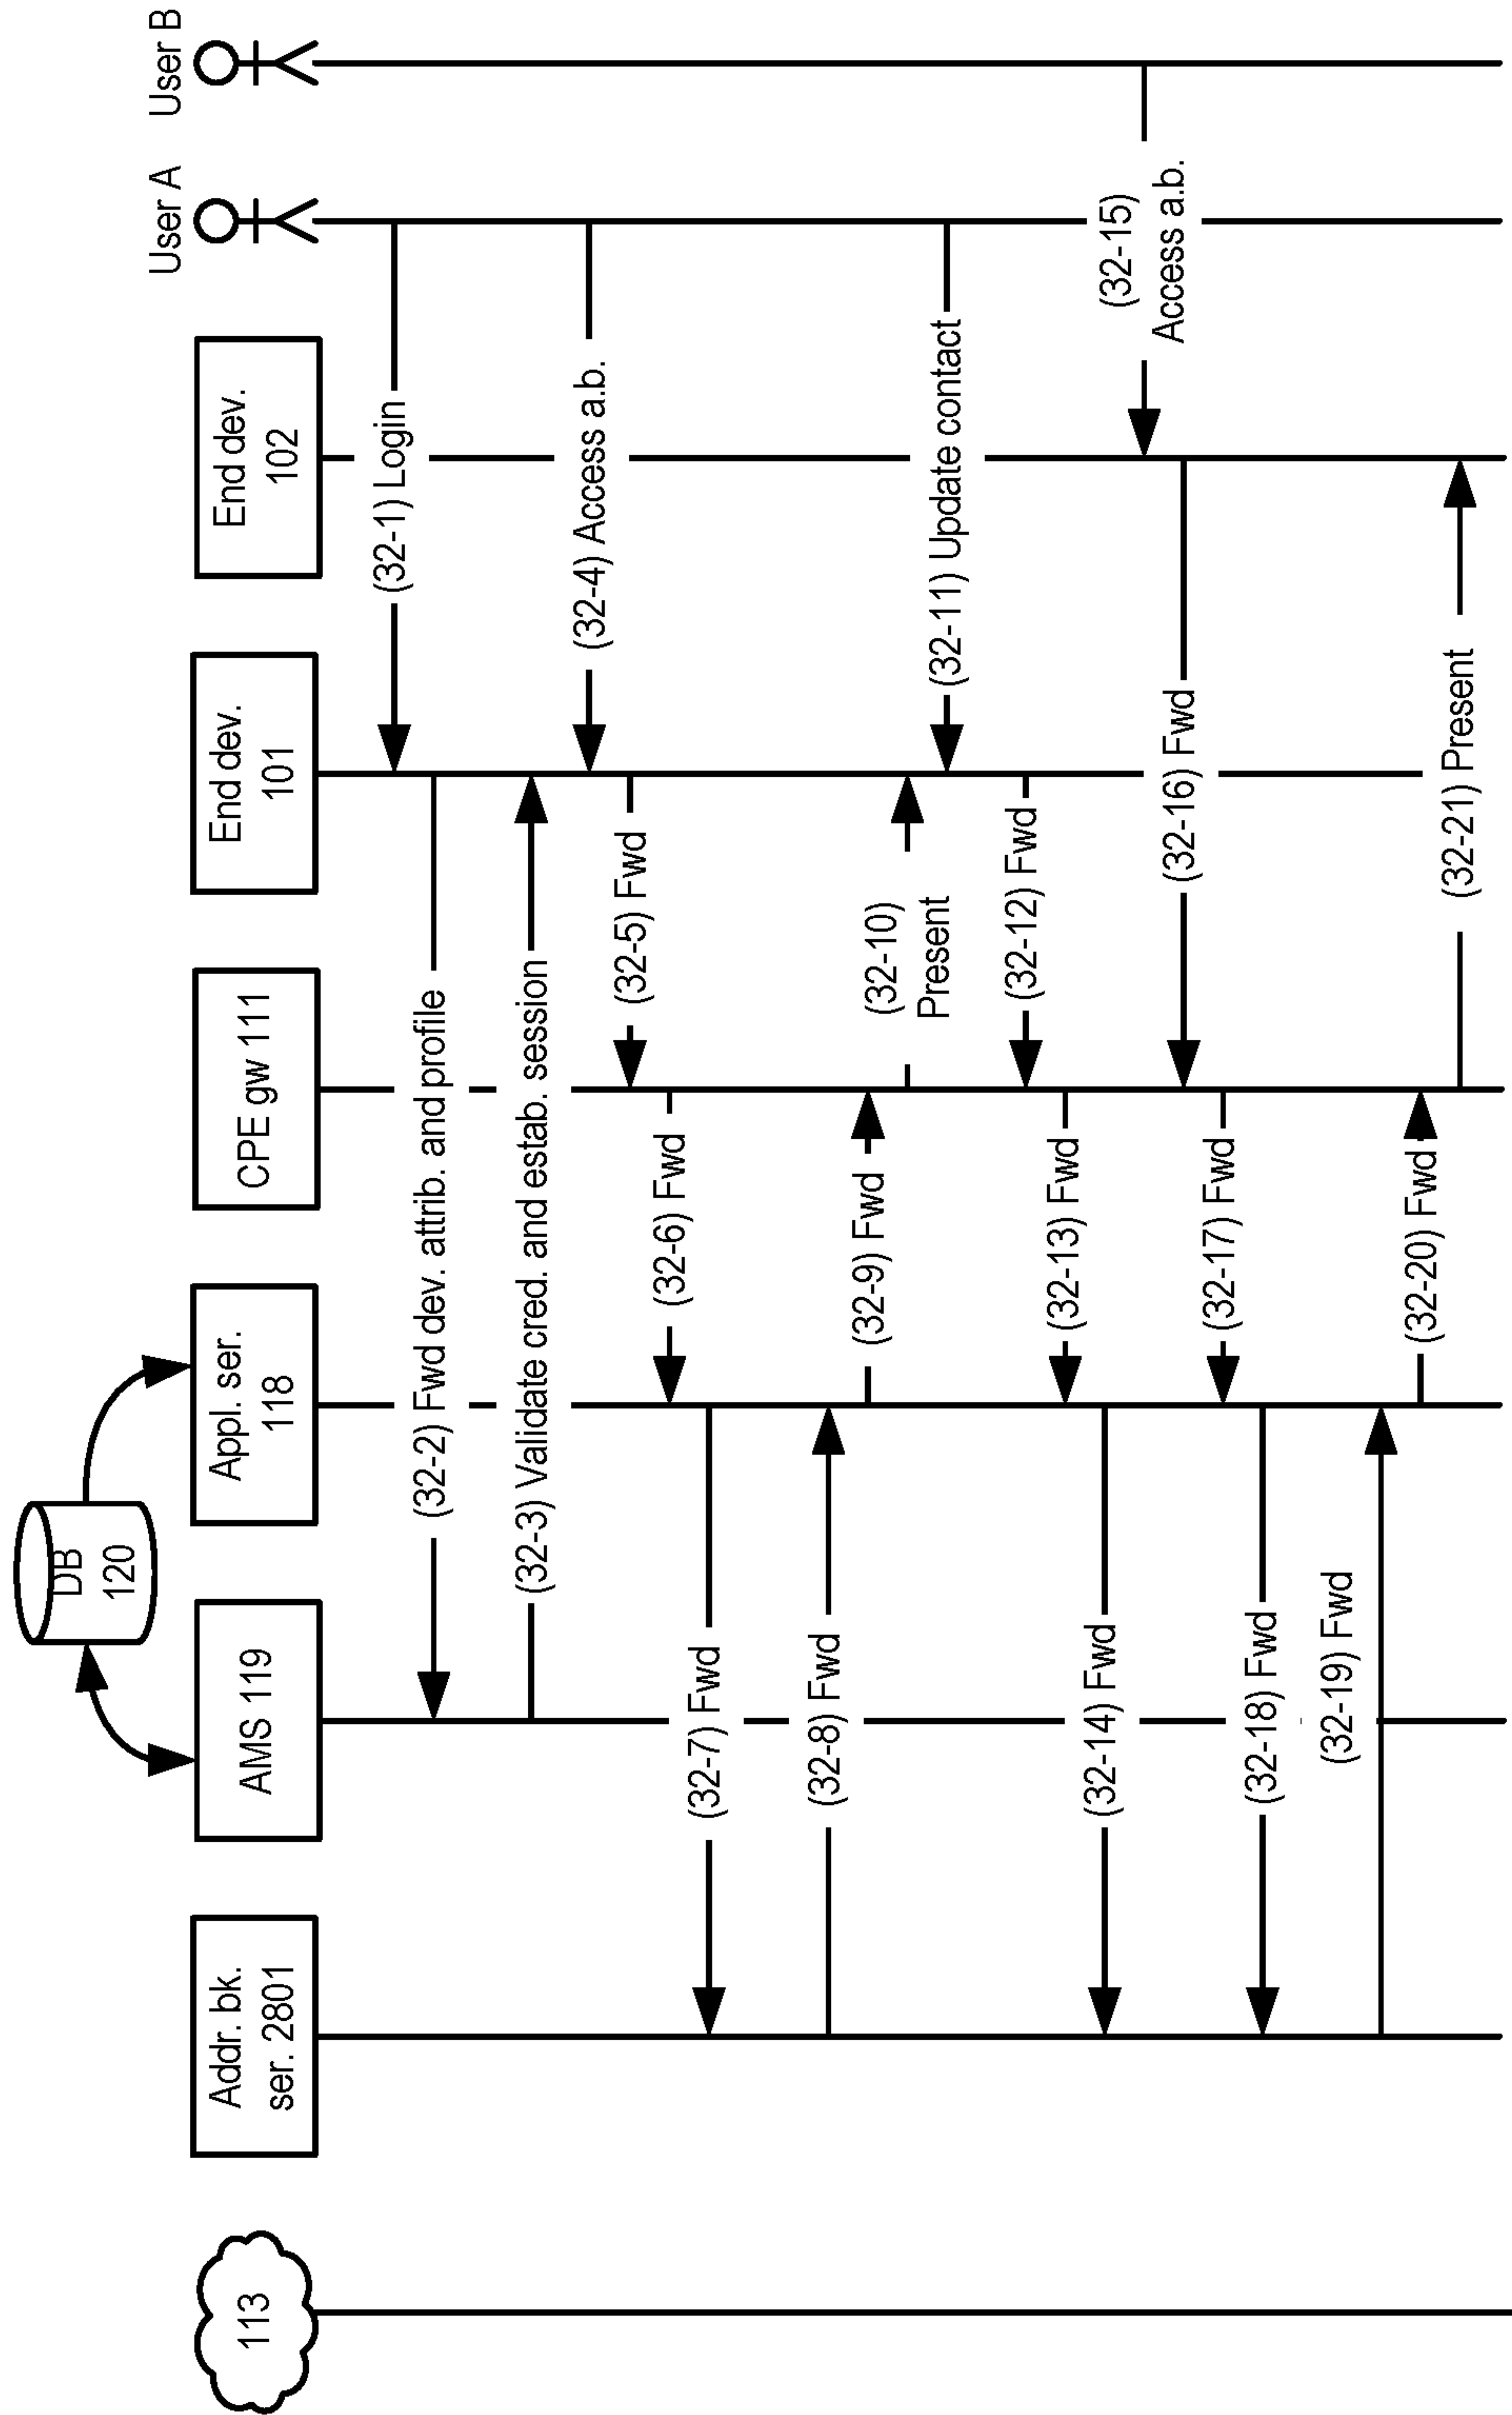 113
Addr. bk.
ser. 2801
AMS 119
DB
120
Appl. ser.
118
CPE gw 111
End dev.
101
End dev.
102
User A
User B
(32-1) Login
(32-2) Fwd dev. attrib. and profile
(32-3) Validate cred. and estab. session
(32-4) Access a.b.
(32-5) Fwd
(32-6) Fwd
(32-7) Fwd
(32-8) Fwd
(32-9) Fwd
(32-10)
Present
(32-11) Update contact
(32-12) Fwd
(32-13) Fwd
(32-14) Fwd
(32-15)
Access a.b.
(32-16) Fwd
(32-17) Fwd
(32-18) Fwd
(32-19) Fwd
(32-20) Fwd
(32-21) Present